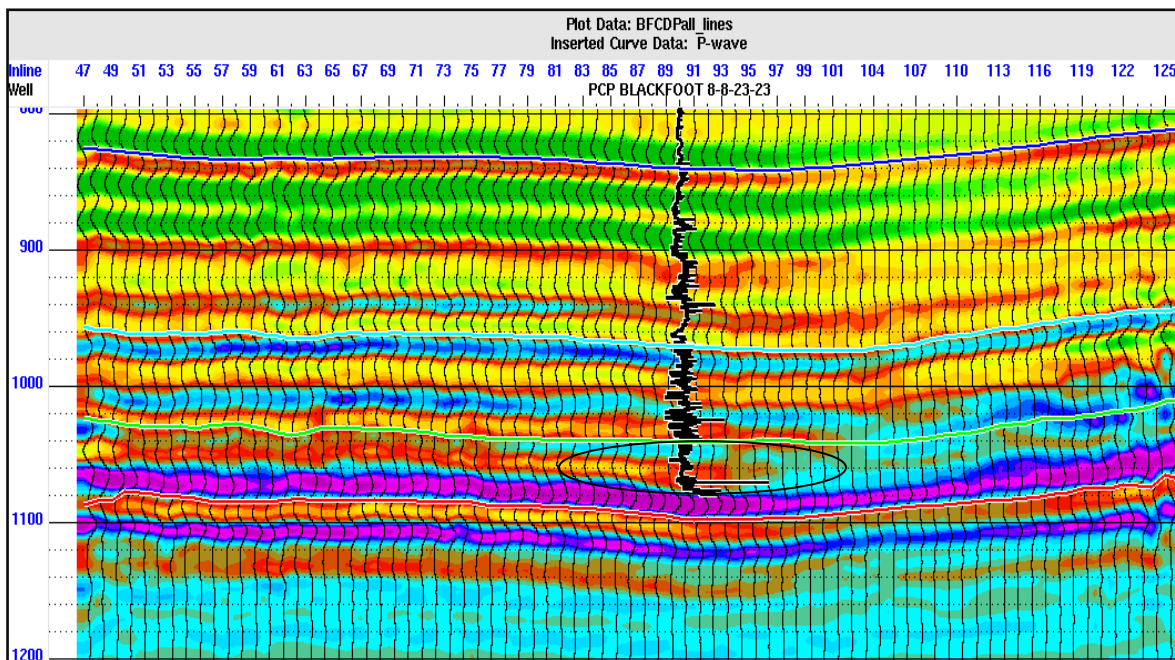 Plot Data: BFCDPall_lines
Inserted Curve Data: P-wave
Inline 47 49 51 53 55 57 59 61 63 65 67 69 71 73 75 77 79 81 83 85 87 89 91 93 95 97 99 101 104 107 110 113 116 119 122 125
Well PCP BLACKFOOT 8-8-23-23
900
1000
1100
1200